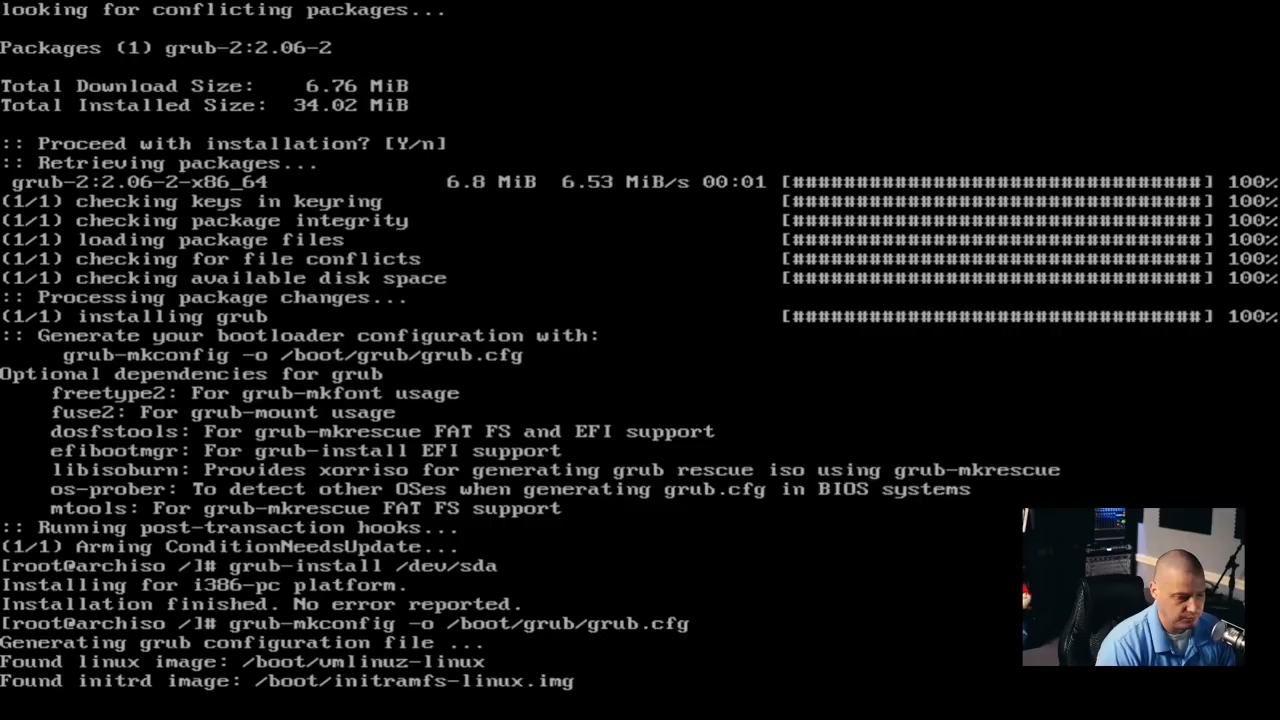 looking for conflicting packages...
Packages (1) grub-2:2.06-2
Total Download Size:    6.76 MiB
Total Installed Size:  34.02 MiB
:: Proceed with installation? [Y/n]
:: Retrieving packages...
 grub-2:2.06-2-x86_64    6.8 MiB  6.53 MiB/s 00:01 [################################] 100%
(1/1) checking keys in keyring [################################] 100%
(1/1) checking package integrity [################################] 100%
(1/1) loading package files [################################] 100%
(1/1) checking for file conflicts [################################] 100%
(1/1) checking available disk space [################################] 100%
:: Processing package changes...
(1/1) installing grub [################################] 100%
:: Generate your bootloader configuration with:
     grub-mkconfig -o /boot/grub/grub.cfg
Optional dependencies for grub
    freetype2: For grub-mkfont usage
    fuse2: For grub-mount usage
    dosfstools: For grub-mkrescue FAT FS and EFI support
    efibootmgr: For grub-install EFI support
    libisoburn: Provides xorriso for generating grub rescue iso using grub-mkrescue
    os-prober: To detect other OSes when generating grub.cfg in BIOS systems
    mtools: For grub-mkrescue FAT FS support
:: Running post-transaction hooks...
(1/1) Arming ConditionNeedsUpdate...
[root@archiso /]# grub-install /dev/sda
Installing for i386-pc platform.
Installation finished. No error reported.
[root@archiso /]# grub-mkconfig -o /boot/grub/grub.cfg
Generating grub configuration file ...
Found linux image: /boot/vmlinuz-linux
Found initrd image: /boot/initramfs-linux.img